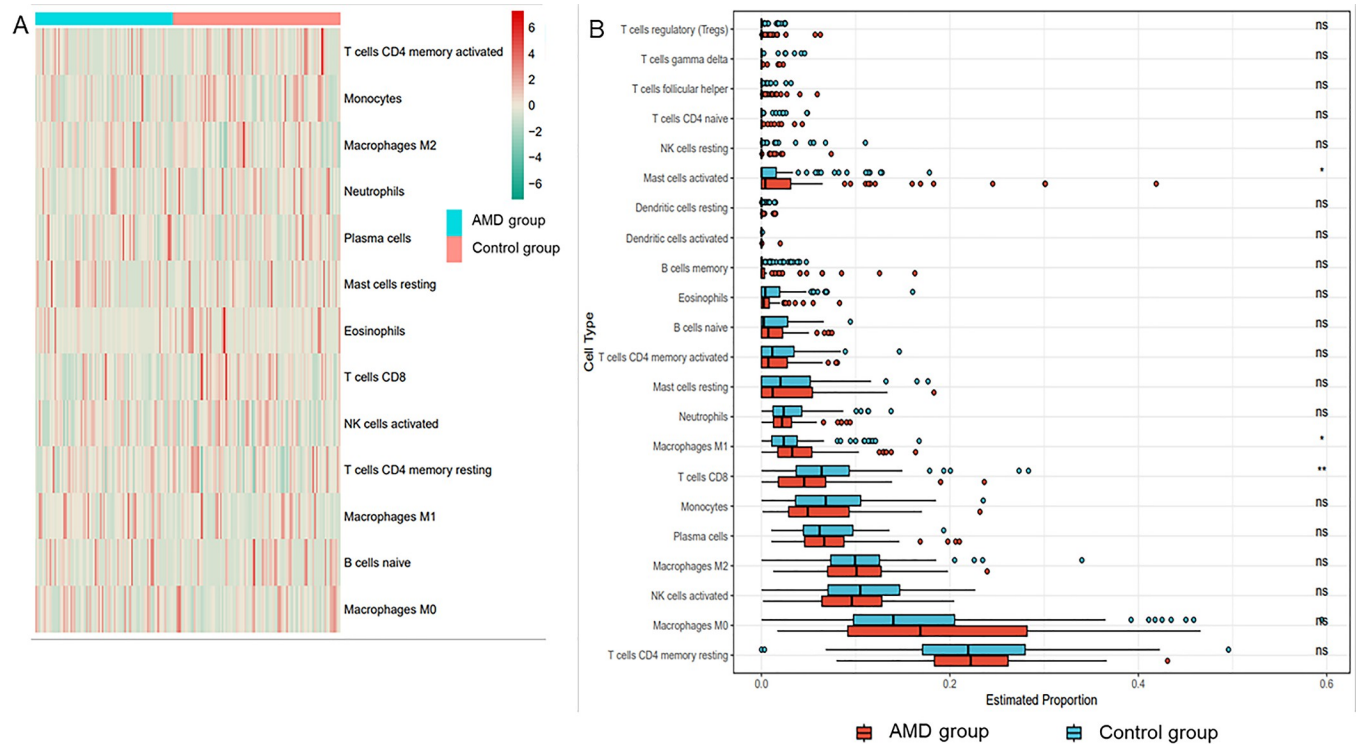 A
6
4
2
0
−2
−4
−6
T cells CD4 memory activated
Monocytes
Macrophages M2
Neutrophils
Plasma cells
Mast cells resting
Eosinophils
T cells CD8
NK cells activated
T cells CD4 memory resting
Macrophages M1
B cells naive
Macrophages M0
AMD group
Control group
B
Cell Type
T cells regulatory (Tregs) ns
T cells gamma delta ns
T cells follicular helper ns
T cells CD4 naive ns
NK cells resting ns
Mast cells activated *
Dendritic cells resting ns
Dendritic cells activated ns
B cells memory ns
Eosinophils ns
B cells naive ns
T cells CD4 memory activated ns
Mast cells resting ns
Neutrophils ns
Macrophages M1 *
T cells CD8 **
Monocytes ns
Plasma cells ns
Macrophages M2 ns
NK cells activated ns
Macrophages M0 ns
T cells CD4 memory resting ns
0.0 0.2 0.4 0.6
Estimated Proportion
AMD group Control group